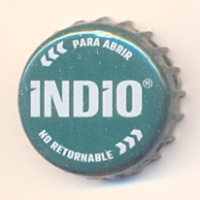 PARA ABRIR
INDIO®
NO RETORNABLE